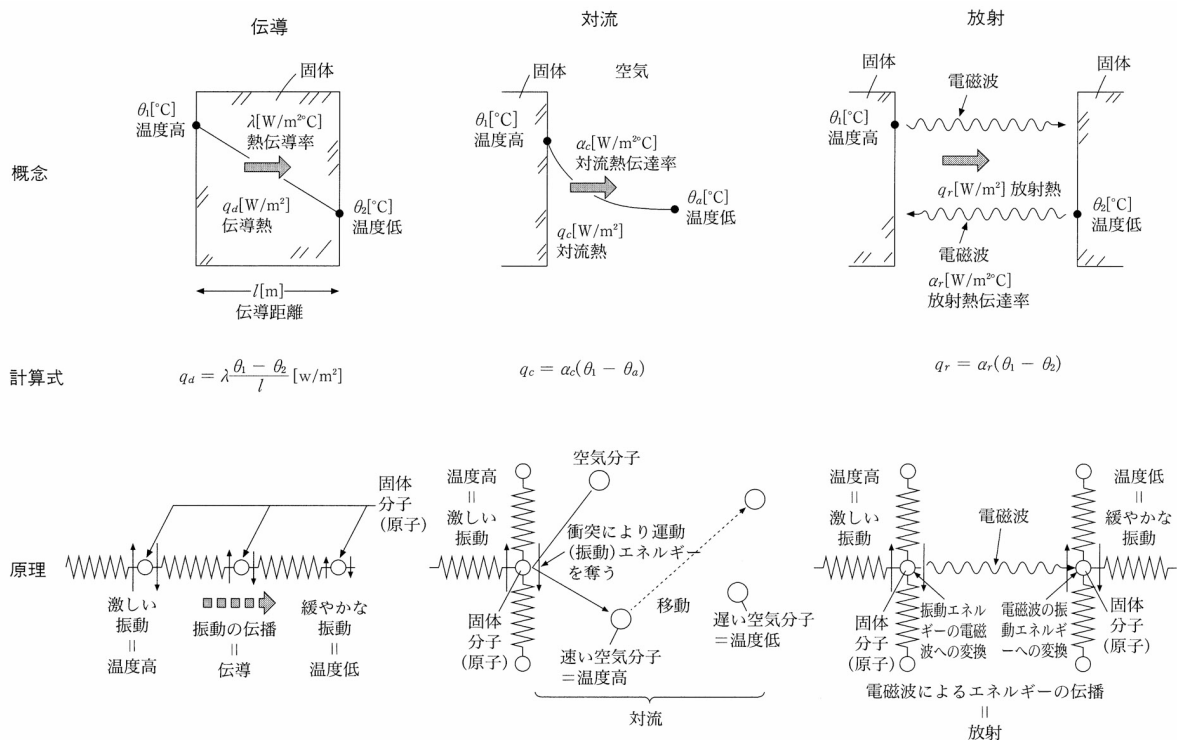 伝導
対流
放射
概念
固体
θ₁[°C]
温度高
λ[W/m²°C]
熱伝導率
q_d[W/m²]
伝導熱
θ₂[°C]
温度低
l[m]
伝導距離
固体
空気
θ₁[°C]
温度高
α_c[W/m²°C]
対流熱伝達率
θ_a[°C]
温度低
q_c[W/m²]
対流熱
固体
電磁波
固体
θ₁[°C]
温度高
q_r[W/m²] 放射熱
θ₂[°C]
温度低
電磁波
α_r[W/m²°C]
放射熱伝達率
計算式
q_d = λ (θ₁ − θ₂)/l [w/m²]
q_c = α_c(θ₁ − θ_a)
q_r = α_r(θ₁ − θ₂)
原理
固体
分子
(原子)
激しい
振動
=
温度高
振動の伝播
=
伝導
緩やかな
振動
=
温度低
温度高
=
激しい
振動
空気分子
衝突により運動
(振動)エネルギー
を奪う
移動
固体
分子
(原子)
速い空気分子
=温度高
遅い空気分子
=温度低
対流
温度高
=
激しい
振動
電磁波
温度低
=
緩やかな
振動
固体
分子
(原子)
振動エネル
ギーの電磁
波への変換
電磁波の振
動エネルギ
ーへの変換
固体
分子
(原子)
電磁波によるエネルギーの伝播
=
放射